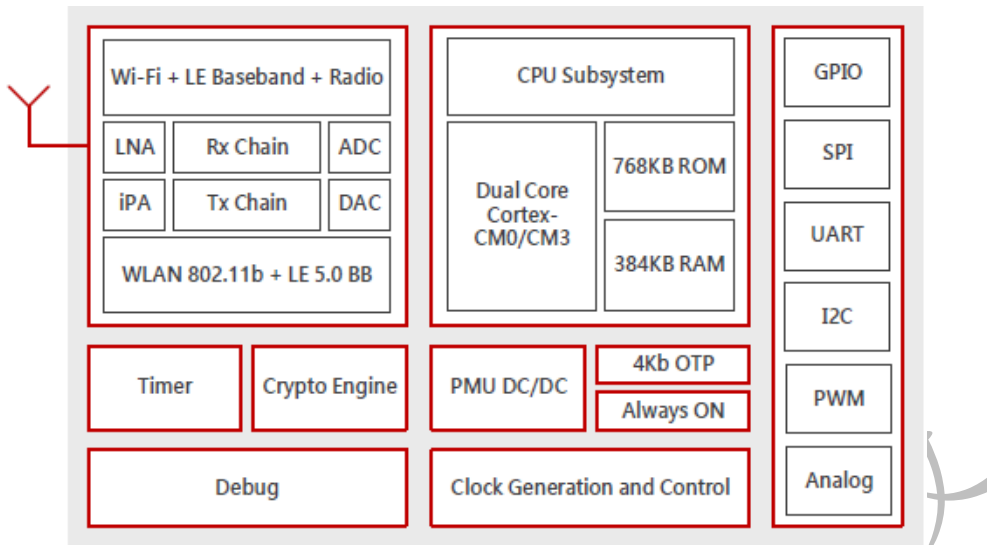 Wi-Fi + LE Baseband + Radio
LNA
Rx Chain
ADC
iPA
Tx Chain
DAC
WLAN 802.11b + LE 5.0 BB
CPU Subsystem
Dual Core
Cortex-
CM0/CM3
768KB ROM
384KB RAM
GPIO
SPI
UART
I2C
PWM
Analog
Timer
Crypto Engine
PMU DC/DC
4Kb OTP
Always ON
Debug
Clock Generation and Control